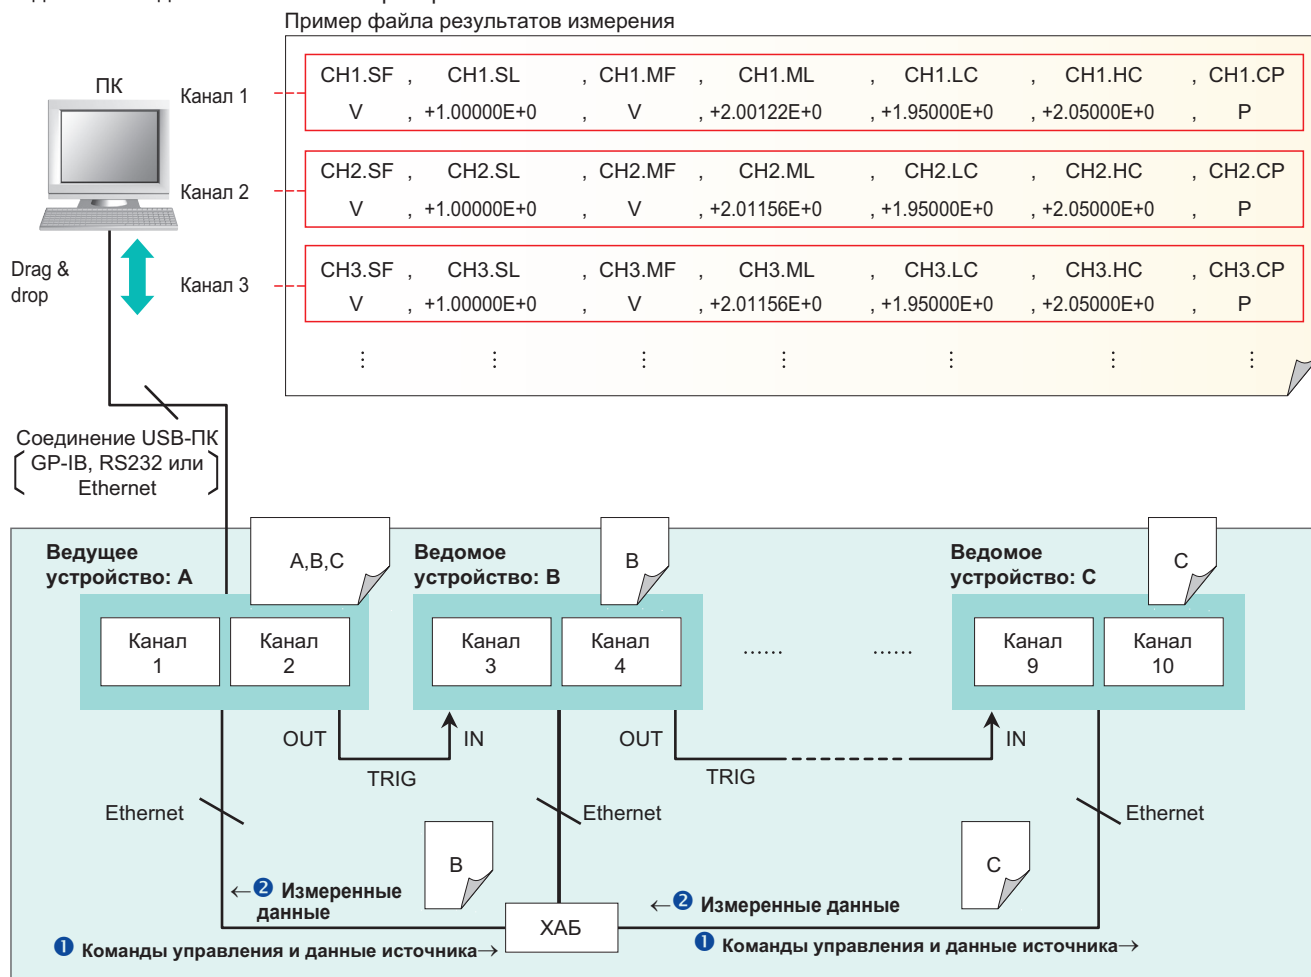 Пример файла результатов измерения
ПК
Канал 1
CH1.SF , CH1.SL , CH1.MF , CH1.ML , CH1.LC , CH1.HC , CH1.CP
V , +1.00000E+0 , V , +2.00122E+0 , +1.95000E+0 , +2.05000E+0 , P
Канал 2
CH2.SF , CH2.SL , CH2.MF , CH2.ML , CH2.LC , CH2.HC , CH2.CP
V , +1.00000E+0 , V , +2.01156E+0 , +1.95000E+0 , +2.05000E+0 , P
Drag &
drop
Канал 3
CH3.SF , CH3.SL , CH3.MF , CH3.ML , CH3.LC , CH3.HC , CH3.CP
V , +1.00000E+0 , V , +2.01156E+0 , +1.95000E+0 , +2.05000E+0 , P
⋮ ⋮ ⋮ ⋮ ⋮ ⋮ ⋮
Соединение USB-ПК
GP-IB, RS232 или
Ethernet
Ведущее
устройство: A
A,B,C
Ведомое
устройство: B
B
Ведомое
устройство: C
C
Канал
1
Канал
2
Канал
3
Канал
4
...... ......
Канал
9
Канал
10
OUT
IN
TRIG
OUT
IN
TRIG
Ethernet
Ethernet
Ethernet
B
C
←❷ Измеренные
данные
←❷ Измеренные данные
ХАБ
❶ Команды управления и данные источника→
❶ Команды управления и данные источника→